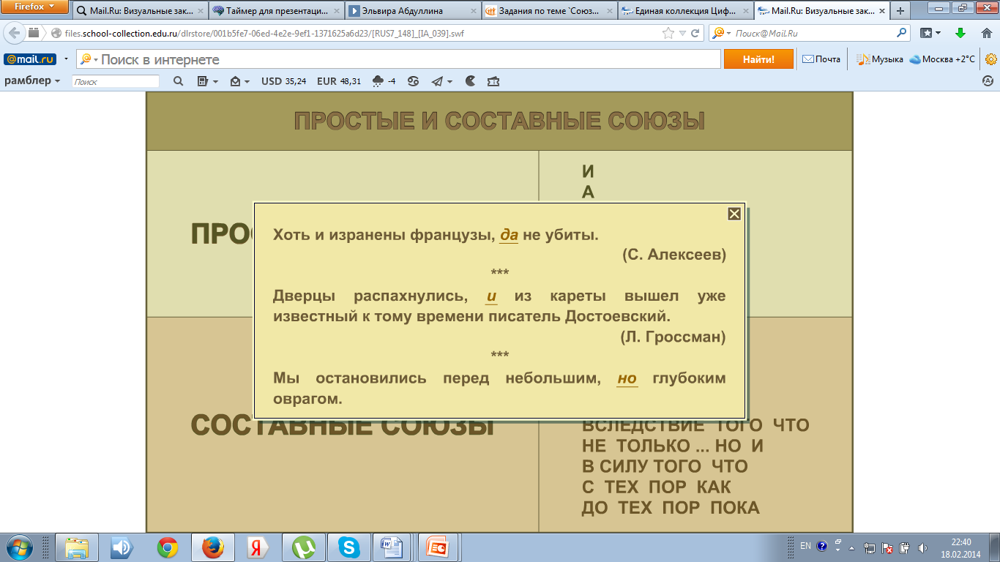 Firefox
Mail.Ru: Визуальные зак...
Таймер для презентаци...
Эльвира Абдуллина
Задания по теме `Союз...
Единая коллекция Циф...
Mail.Ru: Визуальные зак...
files.school-collection.edu.ru/dlrstore/001b5fe7-06ed-4e2e-9ef1-1371625a6d23/[RUS7_148]_[IA_039].swf
Поиск@Mail.Ru
@mail.ru
Поиск в интернете
Найти!
Почта
Музыка
Москва +2°C
рамблер
Поиск
USD 35,24
EUR 48,31
-4
ПРОСТЫЕ И СОСТАВНЫЕ СОЮЗЫ
И
А
ПРО
Хоть и изранены французы, да не убиты.
(С. Алексеев)
***
Дверцы распахнулись, и из кареты вышел уже
известный к тому времени писатель Достоевский.
(Л. Гроссман)
***
Мы остановились перед небольшим, но глубоким
оврагом.
СОСТАВНЫЕ СОЮЗЫ
ВСЛЕДСТВИЕ ТОГО ЧТО
НЕ ТОЛЬКО ... НО И
В СИЛУ ТОГО ЧТО
С ТЕХ ПОР КАК
ДО ТЕХ ПОР ПОКА
EN
22:40
18.02.2014